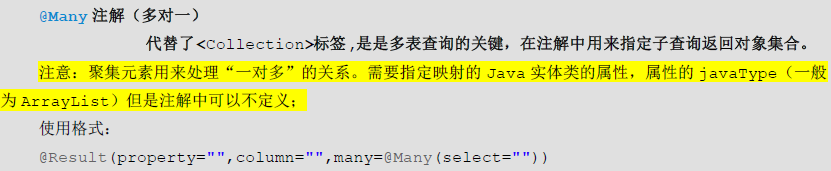 @Many 注解（多对一）
代替了<Collection>标签,是是多表查询的关键，在注解中用来指定子查询返回对象集合。
注意：聚集元素用来处理“一对多”的关系。需要指定映射的 Java 实体类的属性，属性的 javaType（一般
为 ArrayList）但是注解中可以不定义；
使用格式：
@Result(property="",column="",many=@Many(select=""))